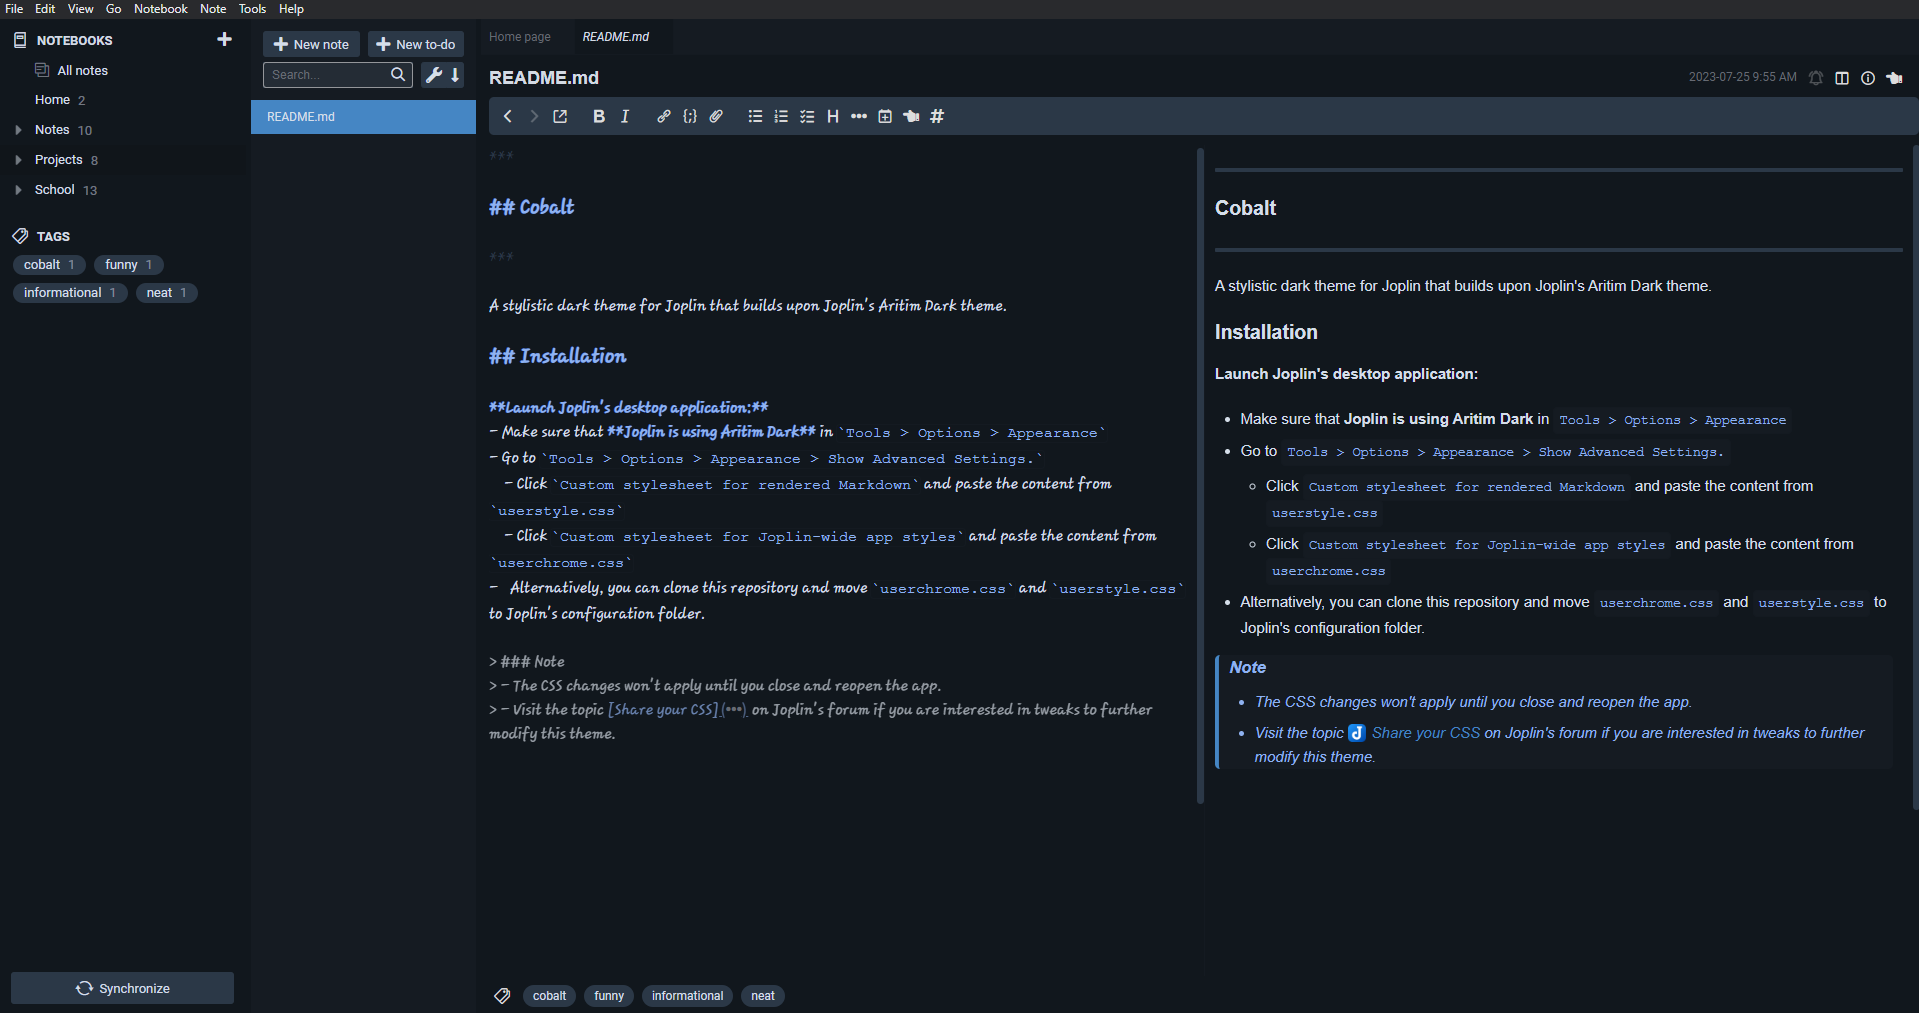 File Edit View Go Notebook Note Tools Help
NOTEBOOKS
All notes
Home 2
Notes 10
Projects 8
School 13
TAGS
cobalt 1 funny 1
informational 1 neat 1
Synchronize
New note New to-do
Search...
README.md
Home page README.md
README.md
2023-07-25 9:55 AM
***
## Cobalt
***
A stylistic dark theme for Joplin that builds upon Joplin's Aritim Dark theme.
## Installation
**Launch Joplin's desktop application:**
- Make sure that **Joplin is using Aritim Dark** in `Tools > Options > Appearance`
- Go to `Tools > Options > Appearance > Show Advanced Settings.`
- Click `Custom stylesheet for rendered Markdown` and paste the content from
`userstyle.css`
- Click `Custom stylesheet for Joplin-wide app styles` and paste the content from
`userchrome.css`
- Alternatively, you can clone this repository and move `userchrome.css` and `userstyle.css`
to Joplin's configuration folder.
> ### Note
> - The CSS changes won't apply until you close and reopen the app.
> - Visit the topic [Share your CSS](•••) on Joplin's forum if you are interested in tweaks to further
modify this theme.
Cobalt
A stylistic dark theme for Joplin that builds upon Joplin's Aritim Dark theme.
Installation
Launch Joplin's desktop application:
• Make sure that Joplin is using Aritim Dark in Tools > Options > Appearance
• Go to Tools > Options > Appearance > Show Advanced Settings.
◦ Click Custom stylesheet for rendered Markdown and paste the content from
userstyle.css
◦ Click Custom stylesheet for Joplin-wide app styles and paste the content from
userchrome.css
• Alternatively, you can clone this repository and move userchrome.css and userstyle.css to
Joplin's configuration folder.
Note
• The CSS changes won't apply until you close and reopen the app.
• Visit the topic Share your CSS on Joplin's forum if you are interested in tweaks to further
modify this theme.
cobalt funny informational neat